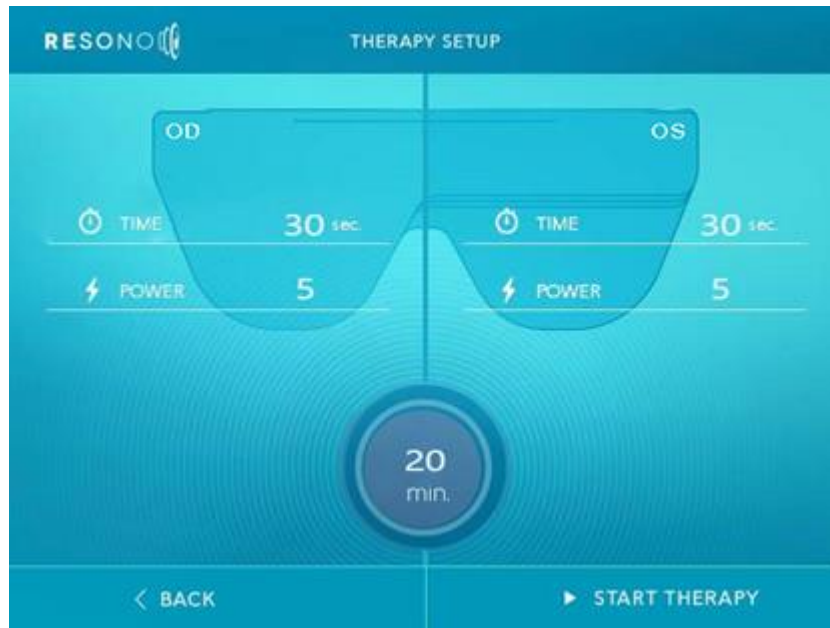 RESONO
THERAPY SETUP
OD
OS
TIME 30 sec.
TIME 30 sec.
POWER 5
POWER 5
20
min.
< BACK
START THERAPY